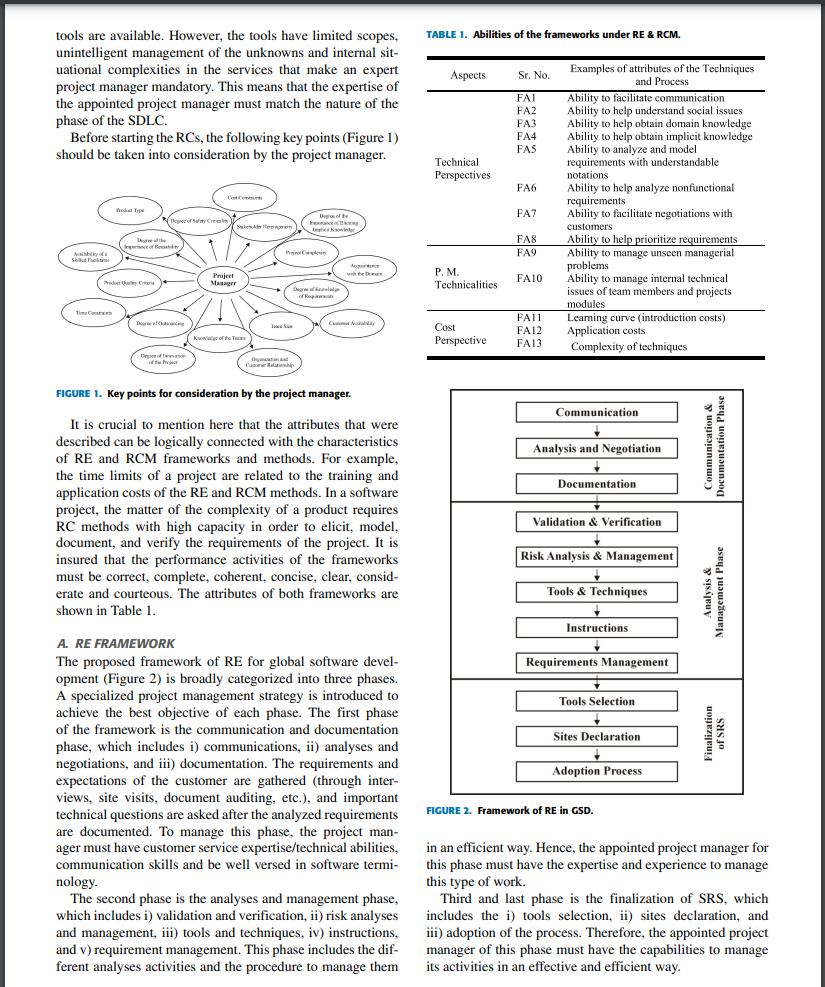 tools are available. However, the tools have limited scopes,
unintelligent management of the unknowns and internal sit-
uational complexities in the services that make an expert
project manager mandatory. This means that the expertise of
the appointed project manager must match the nature of the
phase of the SDLC.
Before starting the RCs, the following key points (Figure 1)
should be taken into consideration by the project manager.
Cost Constraints
Product Type
Degree of Safety Criticality
Stakeholder Heterogeneity
Degree of the
Importance of Eliciting
Implicit Knowledge
Degree of the
Importance of Reusability
Availability of a
Skilled Facilitator
Project Complexity
Acquaintance
with the Domain
Product Quality Criteria
Project
Manager
Degree of Knowledge
of Requirements
Time Constraints
Degree of Outsourcing
Team Size
Customer Availability
Knowledge of the Teams
Degree of Innovation
of the Project
Organization and
Customer Relationship
FIGURE 1. Key points for consideration by the project manager.
It is crucial to mention here that the attributes that were
described can be logically connected with the characteristics
of RE and RCM frameworks and methods. For example,
the time limits of a project are related to the training and
application costs of the RE and RCM methods. In a software
project, the matter of the complexity of a product requires
RC methods with high capacity in order to elicit, model,
document, and verify the requirements of the project. It is
insured that the performance activities of the frameworks
must be correct, complete, coherent, concise, clear, consid-
erate and courteous. The attributes of both frameworks are
shown in Table 1.
A. RE FRAMEWORK
The proposed framework of RE for global software devel-
opment (Figure 2) is broadly categorized into three phases.
A specialized project management strategy is introduced to
achieve the best objective of each phase. The first phase
of the framework is the communication and documentation
phase, which includes i) communications, ii) analyses and
negotiations, and iii) documentation. The requirements and
expectations of the customer are gathered (through inter-
views, site visits, document auditing, etc.), and important
technical questions are asked after the analyzed requirements
are documented. To manage this phase, the project man-
ager must have customer service expertise/technical abilities,
communication skills and be well versed in software termi-
nology.
The second phase is the analyses and management phase,
which includes i) validation and verification, ii) risk analyses
and management, iii) tools and techniques, iv) instructions,
and v) requirement management. This phase includes the dif-
ferent analyses activities and the procedure to manage them
TABLE 1. Abilities of the frameworks under RE & RCM.
Aspects Sr. No. Examples of attributes of the Techniques
and Process
FA1 Ability to facilitate communication
FA2 Ability to help understand social issues
FA3 Ability to help obtain domain knowledge
FA4 Ability to help obtain implicit knowledge
FA5 Ability to analyze and model
Technical requirements with understandable
Perspectives notations
FA6 Ability to help analyze nonfunctional
requirements
FA7 Ability to facilitate negotiations with
customers
FA8 Ability to help prioritize requirements
FA9 Ability to manage unseen managerial
problems
P. M.
Technicalities
FA10 Ability to manage internal technical
issues of team members and projects
modules
FA11 Learning curve (introduction costs)
Cost
Perspective
FA12 Application costs
FA13 Complexity of techniques
Communication
Analysis and Negotiation
Documentation
Communication &
Documentation Phase
Validation & Verification
Risk Analysis & Management
Tools & Techniques
Instructions
Requirements Management
Analysis &
Management Phase
Tools Selection
Sites Declaration
Adoption Process
Finalization
of SRS
FIGURE 2. Framework of RE in GSD.
in an efficient way. Hence, the appointed project manager for
this phase must have the expertise and experience to manage
this type of work.
Third and last phase is the finalization of SRS, which
includes the i) tools selection, ii) sites declaration, and
iii) adoption of the process. Therefore, the appointed project
manager of this phase must have the capabilities to manage
its activities in an effective and efficient way.